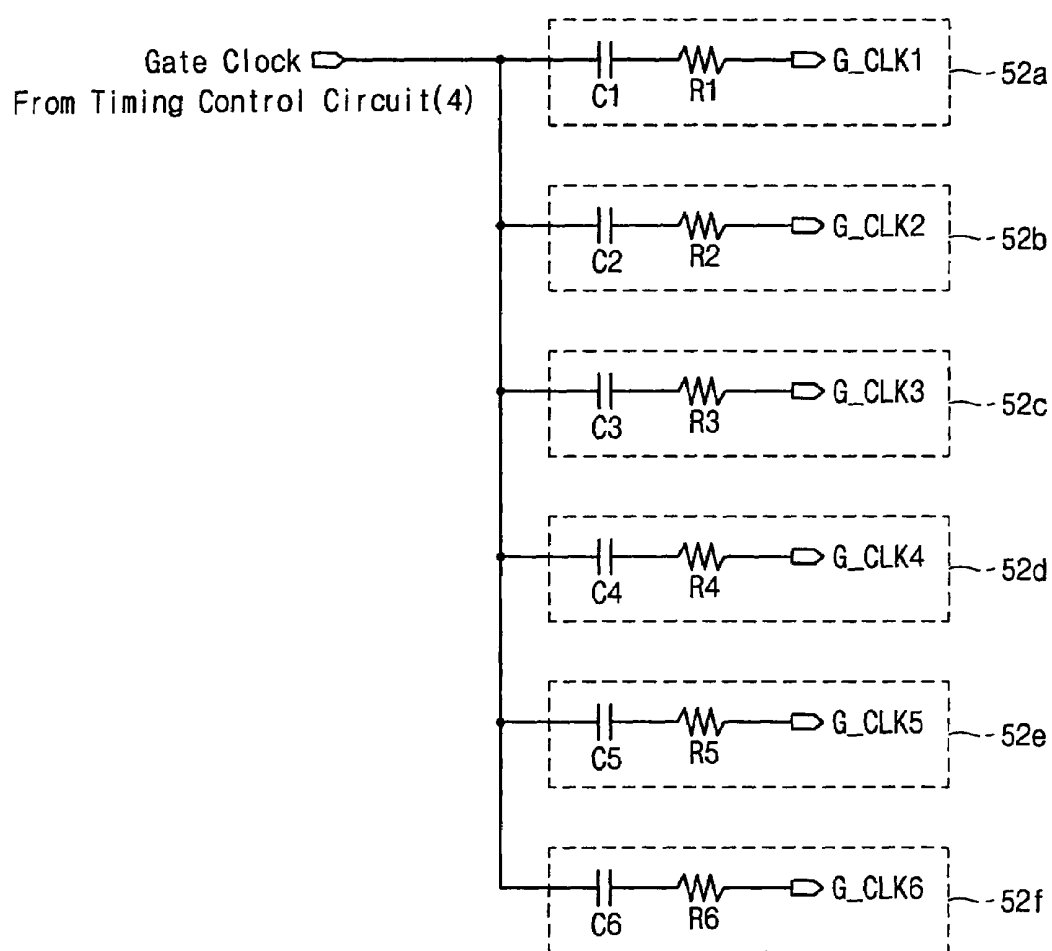 Gate Clock
From Timing Control Circuit(4)
C1 R1 G_CLK1 52a
C2 R2 G_CLK2 52b
C3 R3 G_CLK3 52c
C4 R4 G_CLK4 52d
C5 R5 G_CLK5 52e
C6 R6 G_CLK6 52f